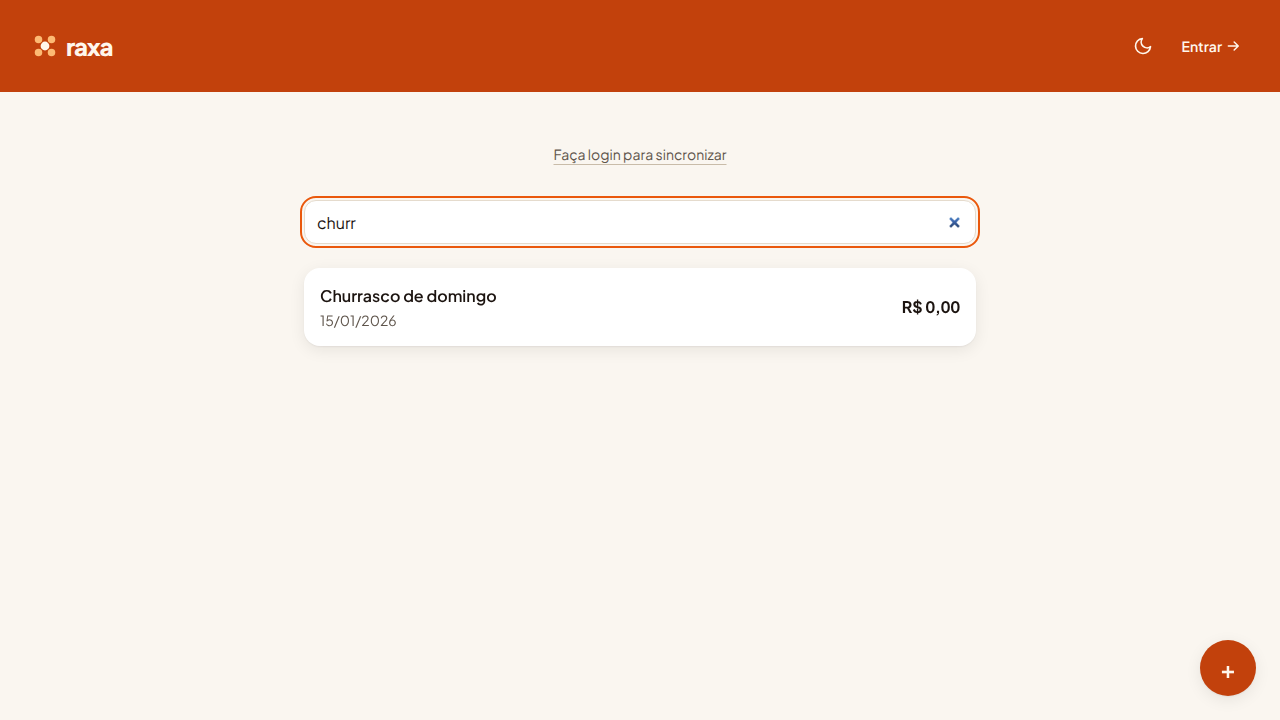 raxa
Entrar →
Faça login para sincronizar
churr
Churrasco de domingo
15/01/2026
R$ 0,00
+